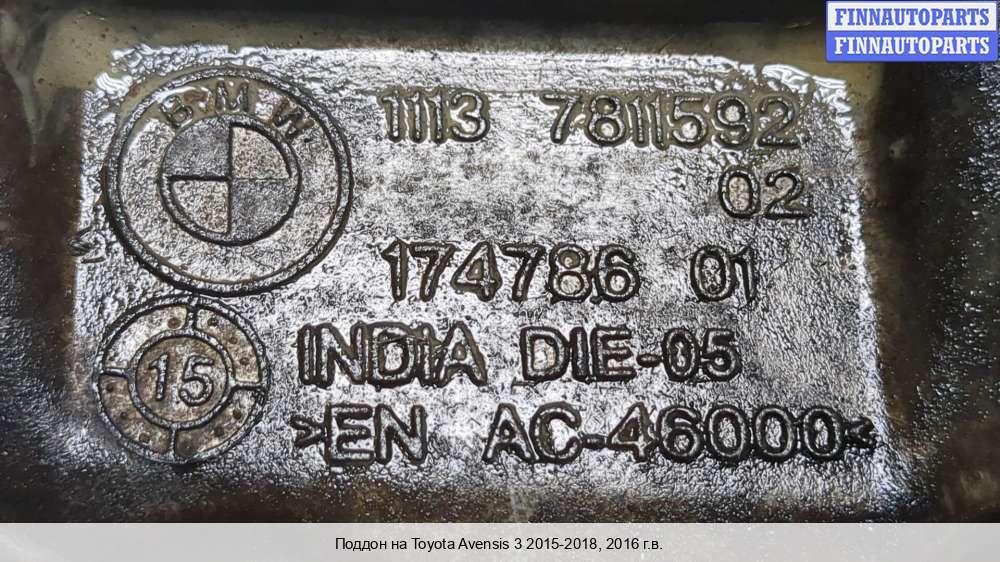 FINNAUTOPARTS
FINNAUTOPARTS
BMW
1113 7811592
02
174786 01
15
INDIA DIE-05
>EN AC-46000<
Поддон на Toyota Avensis 3 2015-2018, 2016 г.в.